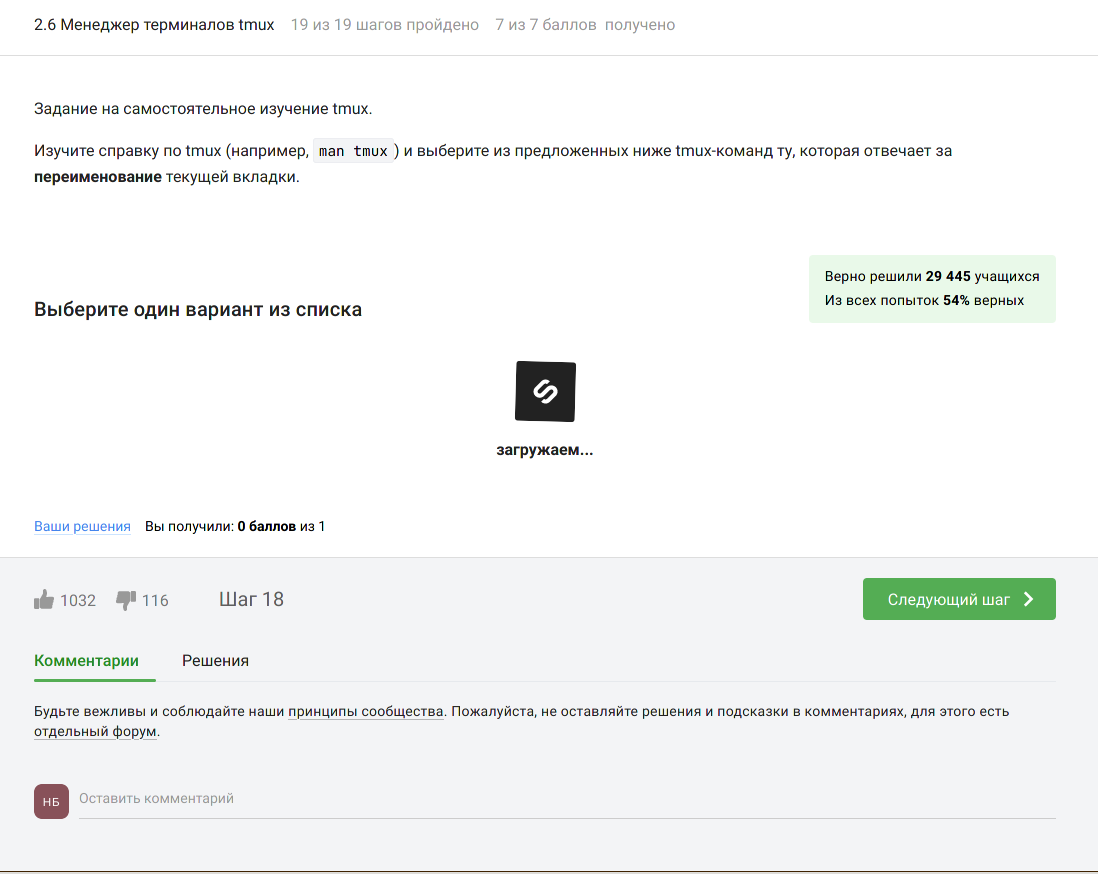 2.6 Менеджер терминалов tmux 19 из 19 шагов пройдено 7 из 7 баллов получено
Задание на самостоятельное изучение tmux.
Изучите справку по tmux (например, man tmux ) и выберите из предложенных ниже tmux-команд ту, которая отвечает за
переименование текущей вкладки.
Верно решили 29 445 учащихся
Из всех попыток 54% верных
Выберите один вариант из списка
загружаем...
Ваши решения Вы получили: 0 баллов из 1
1032 116 Шаг 18
Следующий шаг
Комментарии Решения
Будьте вежливы и соблюдайте наши принципы сообщества. Пожалуйста, не оставляйте решения и подсказки в комментариях, для этого есть
отдельный форум.
НБ Оставить комментарий